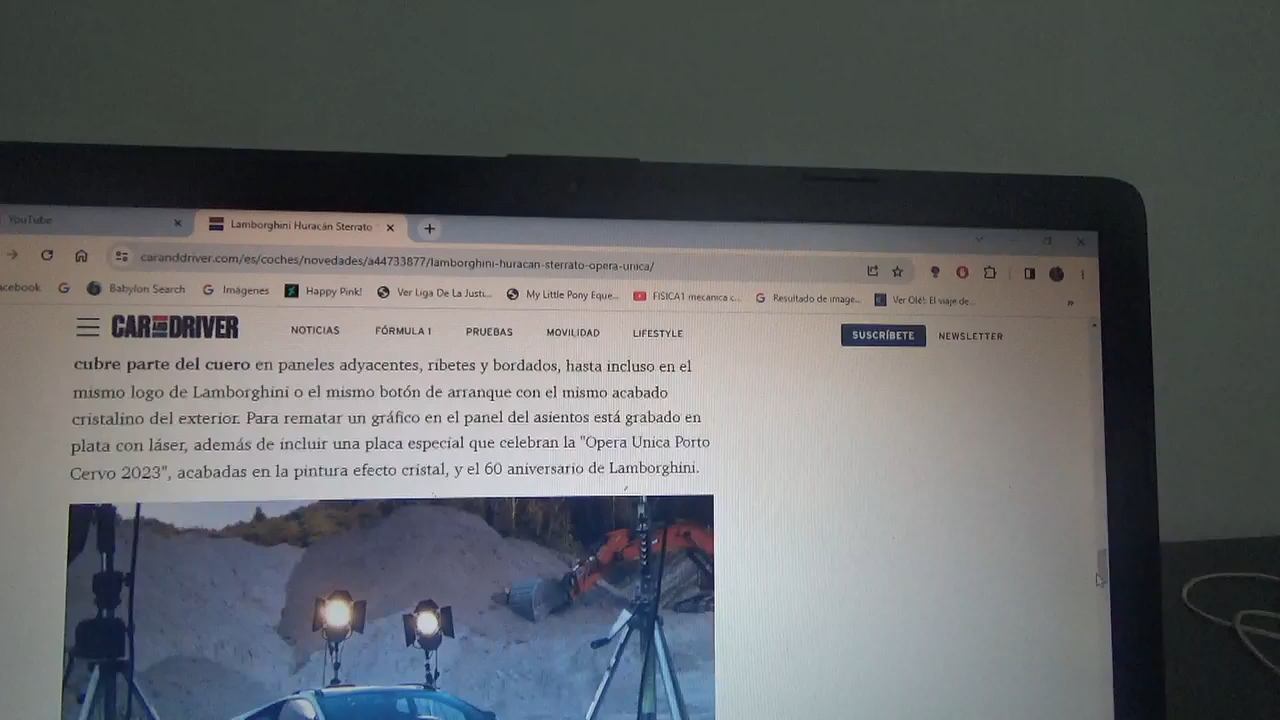 YouTube
Lamborghini Huracán Sterrato
caranddriver.com/es/coches/novedades/a44733877/lamborghini-huracan-sterrato-opera-unica/
acebook
Babylon Search
Imágenes
Happy Pink!
Ver Liga De La Justi...
My Little Pony Eque...
FISICA1 mecanica c...
Resultado de image...
Ver Olé!: El viaje de...
CAR AND DRIVER
NOTICIAS
FÓRMULA 1
PRUEBAS
MOVILIDAD
LIFESTYLE
SUSCRÍBETE
NEWSLETTER
cubre parte del cuero en paneles adyacentes, ribetes y bordados, hasta incluso en el
mismo logo de Lamborghini o el mismo botón de arranque con el mismo acabado
cristalino del exterior. Para rematar un gráfico en el panel del asientos está grabado en
plata con láser, además de incluir una placa especial que celebran la "Opera Unica Porto
Cervo 2023", acabadas en la pintura efecto cristal, y el 60 aniversario de Lamborghini.